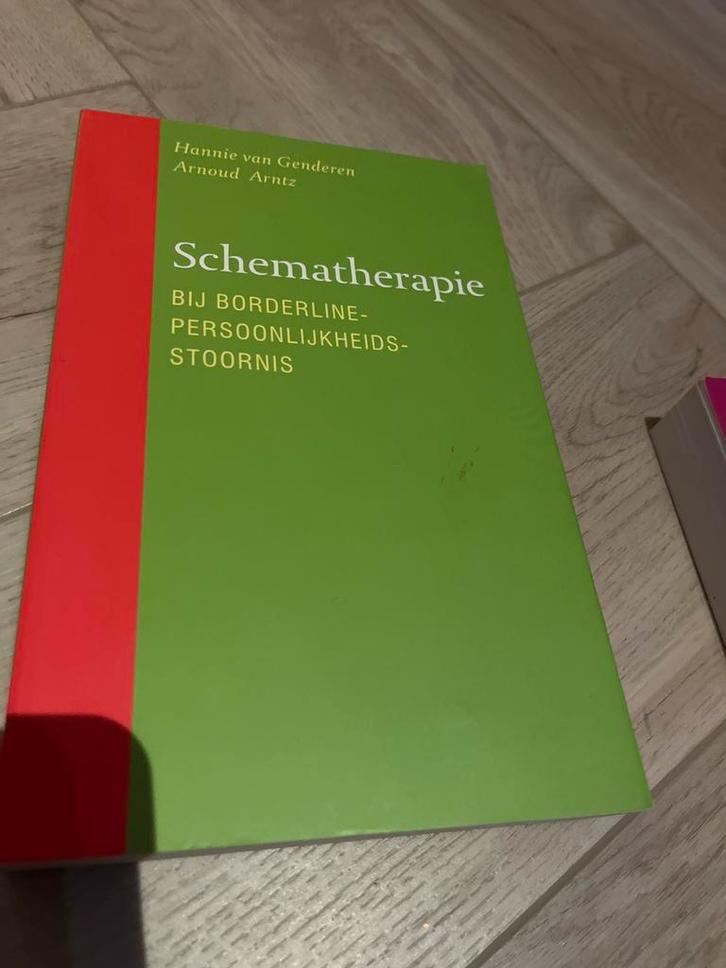 Hannie van Genderen
Arnoud Arntz
Schematherapie
BIJ BORDERLINE-
PERSOONLIJKHEIDS-
STOORNIS